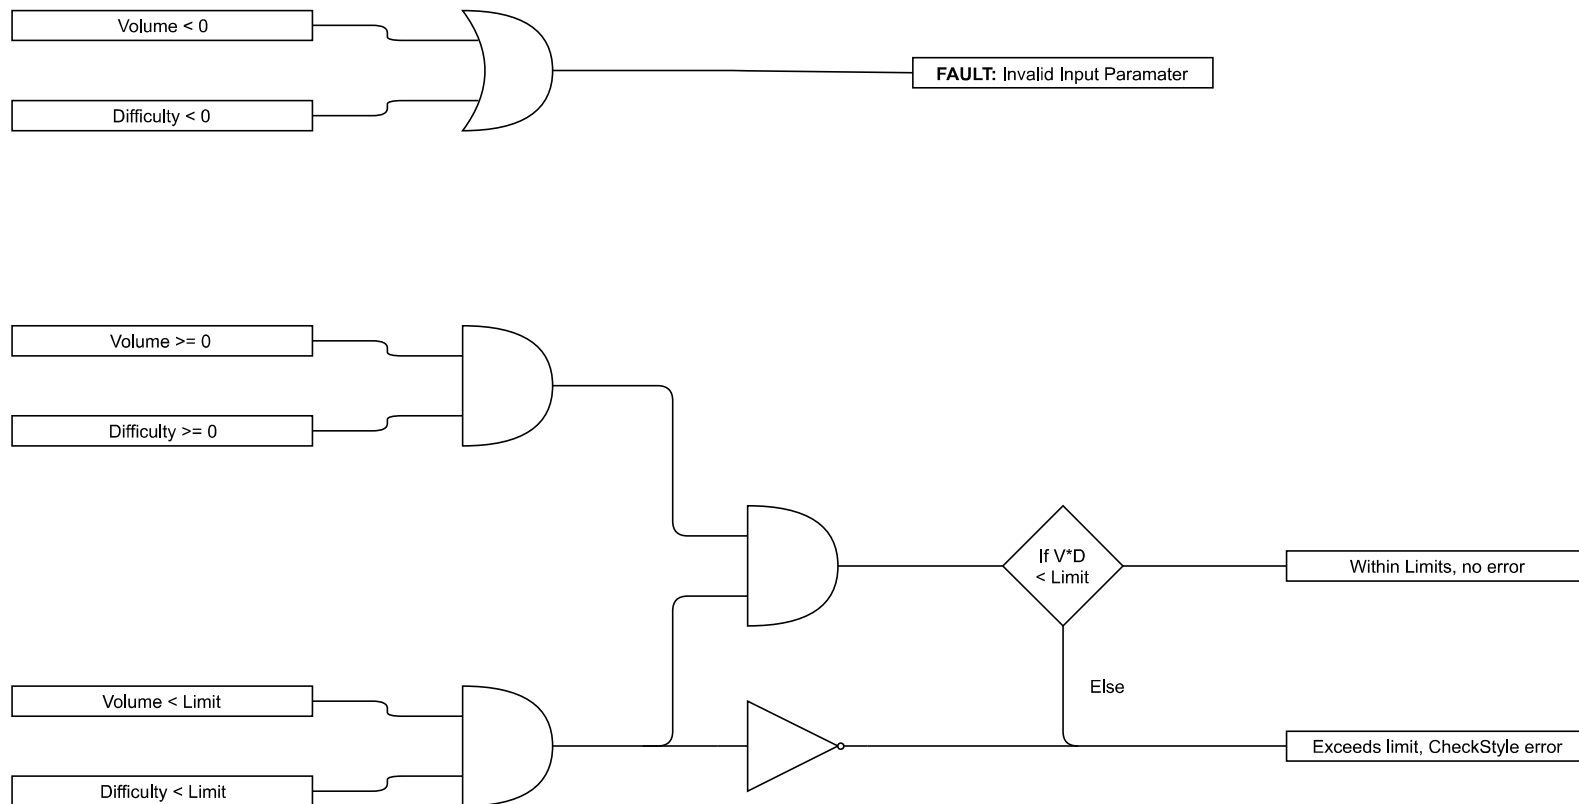 Volume < 0
FAULT: Invalid Input Paramater
Difficulty < 0
Volume >= 0
Difficulty >= 0
If V*D
< Limit
Within Limits, no error
Else
Volume < Limit
Exceeds limit, CheckStyle error
Difficulty < Limit